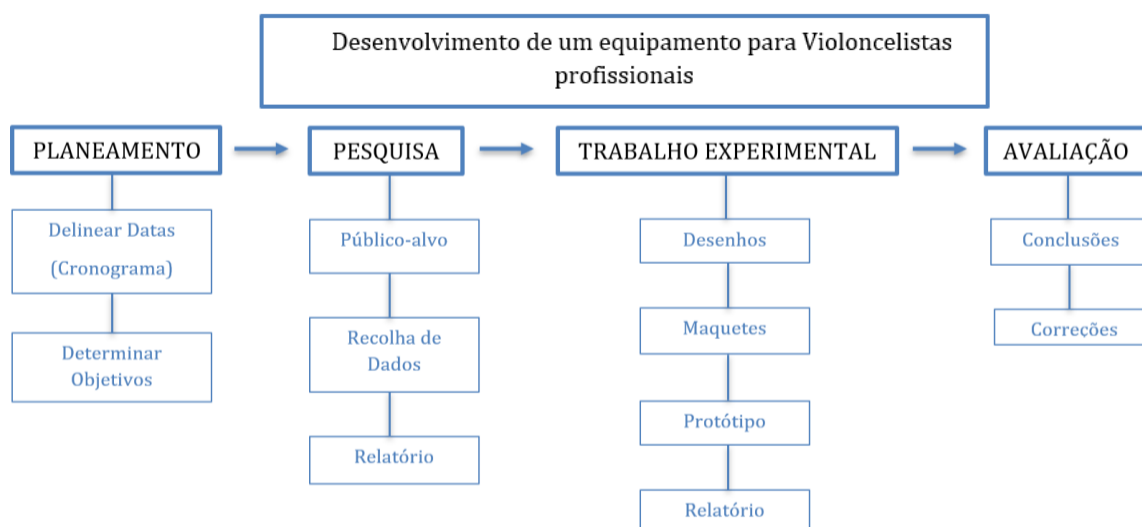 Desenvolvimento de um equipamento para Violoncelistas
profissionais
PLANEAMENTO
PESQUISA
TRABALHO EXPERIMENTAL
AVALIAÇÃO
Delinear Datas
(Cronograma)
Determinar
Objetivos
Público-alvo
Recolha de
Dados
Relatório
Desenhos
Maquetes
Protótipo
Relatório
Conclusões
Correções